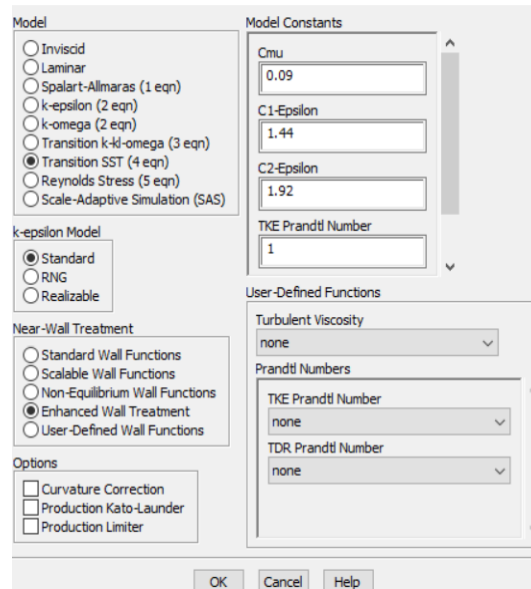 Model
Inviscid
Laminar
Spalart-Allmaras (1 eqn)
k-epsilon (2 eqn)
k-omega (2 eqn)
Transition k-kl-omega (3 eqn)
Transition SST (4 eqn)
Reynolds Stress (5 eqn)
Scale-Adaptive Simulation (SAS)
k-epsilon Model
Standard
RNG
Realizable
Near-Wall Treatment
Standard Wall Functions
Scalable Wall Functions
Non-Equilibrium Wall Functions
Enhanced Wall Treatment
User-Defined Wall Functions
Options
Curvature Correction
Production Kato-Launder
Production Limiter
Model Constants
Cmu
0.09
C1-Epsilon
1.44
C2-Epsilon
1.92
TKE Prandtl Number
1
User-Defined Functions
Turbulent Viscosity
none
Prandtl Numbers
TKE Prandtl Number
none
TDR Prandtl Number
none
OK Cancel Help